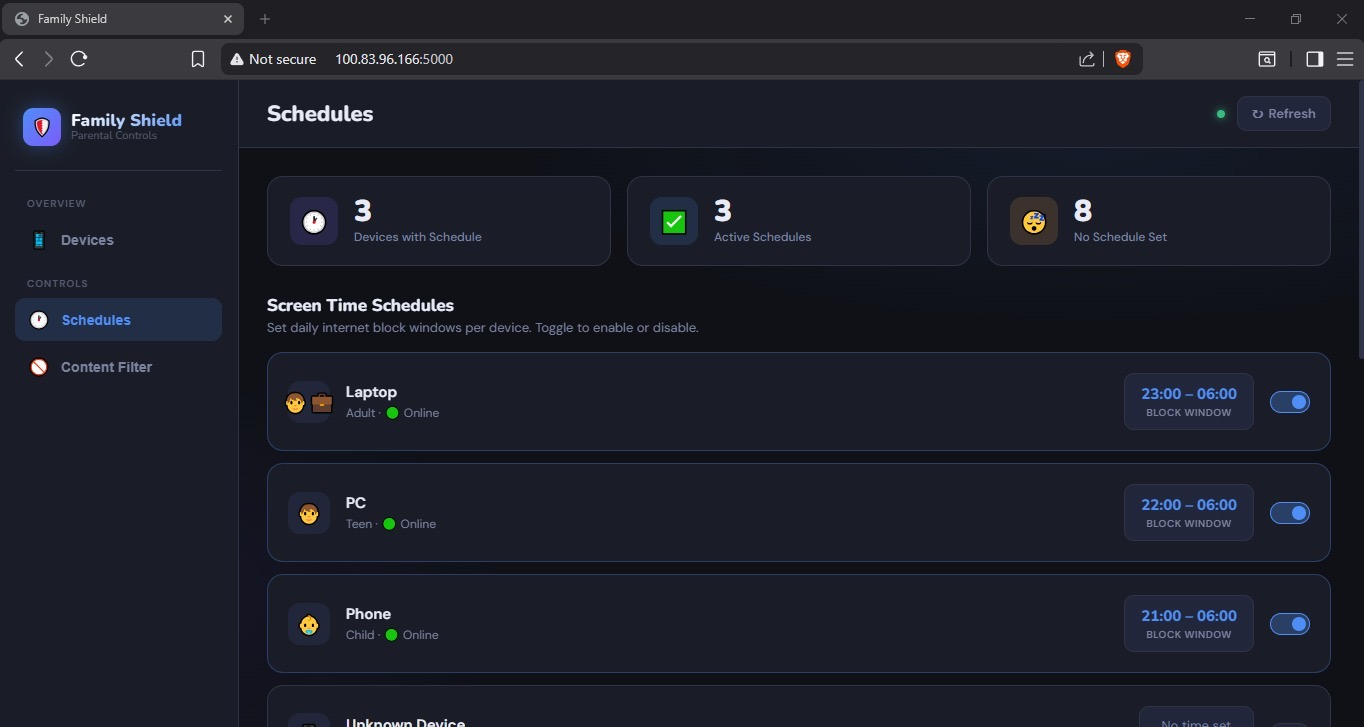 Family Shield
Not secure 100.83.96.166:5000
Family Shield
Parental Controls
OVERVIEW
Devices
CONTROLS
Schedules
Content Filter
Schedules
↻ Refresh
3
Devices with Schedule
3
Active Schedules
8
No Schedule Set
Screen Time Schedules
Set daily internet block windows per device. Toggle to enable or disable.
Laptop
Adult · Online
23:00 – 06:00
BLOCK WINDOW
PC
Teen · Online
22:00 – 06:00
BLOCK WINDOW
Phone
Child · Online
21:00 – 06:00
BLOCK WINDOW
Unknown Device
No time set